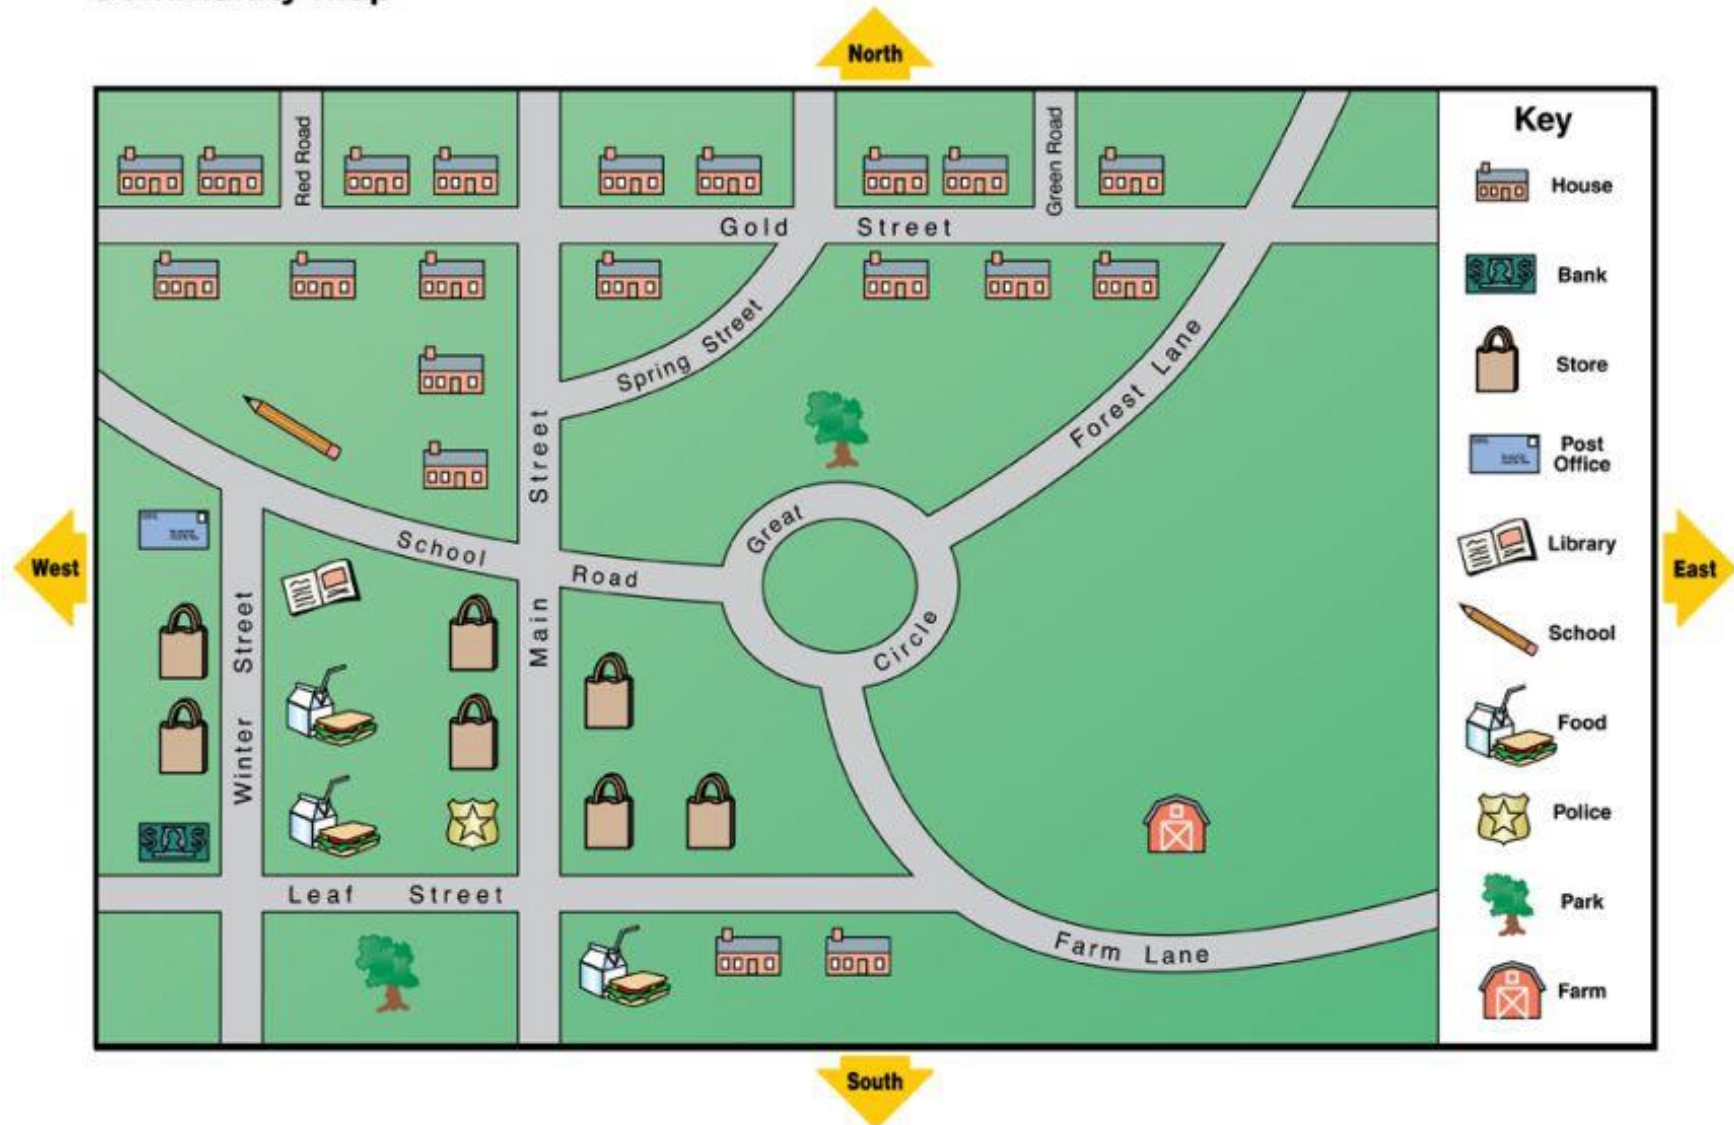 North
Key
House
Bank
Store
Post
Office
Library
School
Food
Police
Park
Farm
Red Road
Green Road
Gold Street
Spring Street
Forest Lane
Main Street
School Road
Great Circle
Winter Street
Leaf Street
Farm Lane
West
East
South